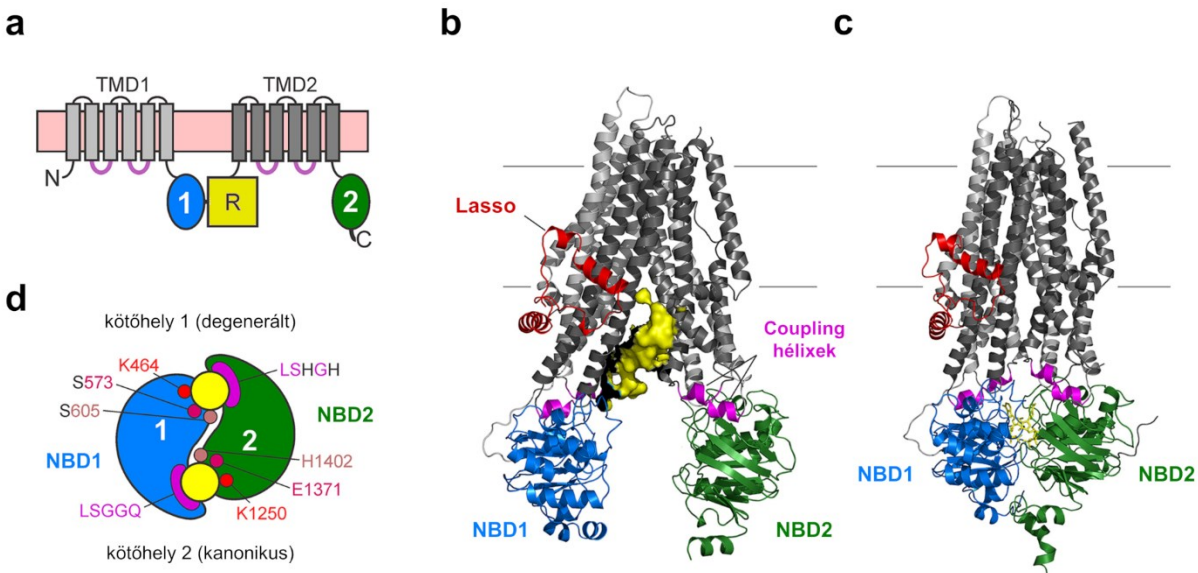 a
TMD1
TMD2
N
1
R
2
C
b
Lasso
Coupling
hélixek
NBD1
NBD2
c
NBD1
NBD2
d
kötőhely 1 (degenerált)
K464
S573
S605
LSHGH
1
2
NBD1
NBD2
H1402
E1371
K1250
LSGGQ
kötőhely 2 (kanonikus)